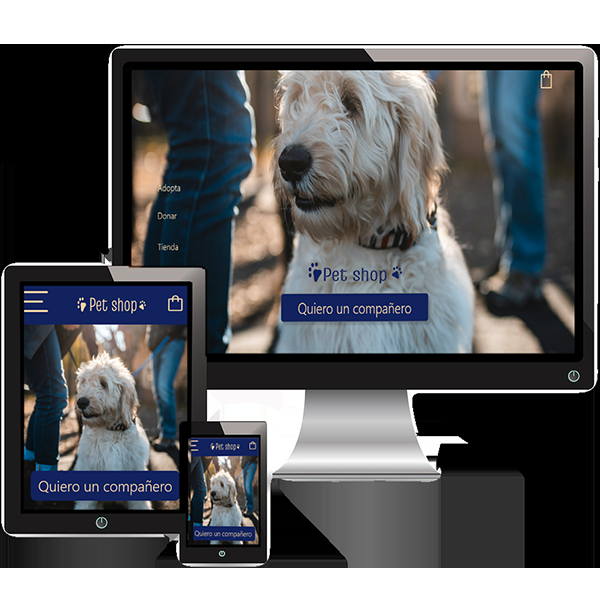 Adopta
Donar
Tienda
Pet shop
Quiero un compañero
Pet shop
Quiero un compañero
Pet shop
Quiero un compañero